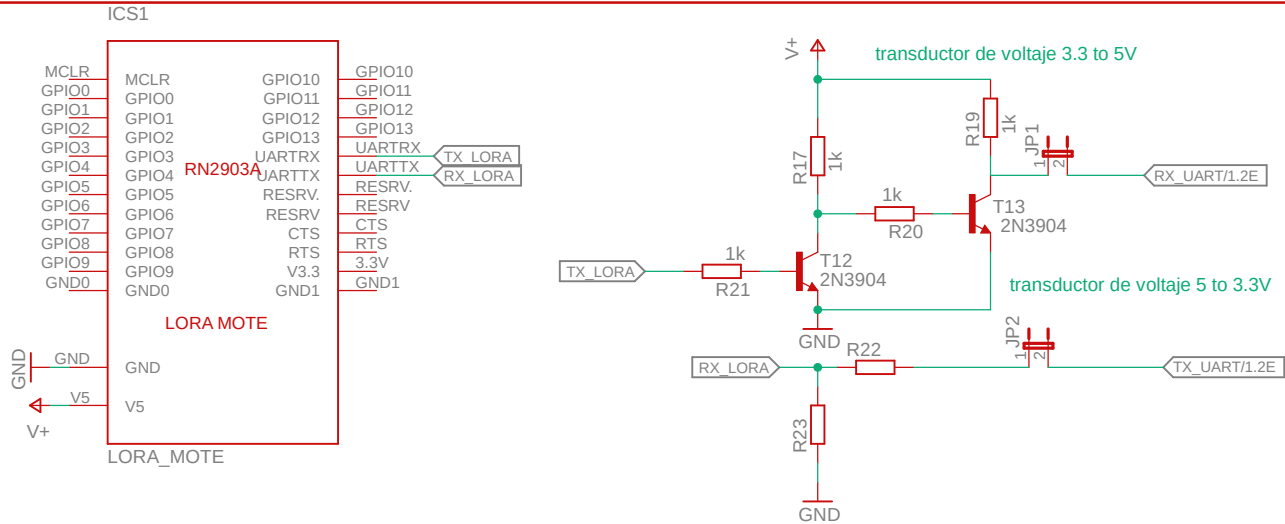 ICS1
MCLR MCLR GPIO10 GPIO10
GPIO0 GPIO0 GPIO11 GPIO11
GPIO1 GPIO1 GPIO12 GPIO12
GPIO2 GPIO2 GPIO13 GPIO13
GPIO3 GPIO3 UARTRX UARTRX TX_LORA
GPIO4 GPIO4 RN2903A UARTTX UARTTX RX_LORA
GPIO5 GPIO5 RESRV. RESRV.
GPIO6 GPIO6 RESRV RESRV
GPIO7 GPIO7 CTS CTS
GPIO8 GPIO8 RTS RTS
GPIO9 GPIO9 V3.3 3.3V
GND0 GND0 GND1 GND1
LORA MOTE
GND GND GND
V5 V5
V+
LORA_MOTE
V+
transductor de voltaje 3.3 to 5V
R17
1k
R19
1k
JP1
1 2
RX_UART/1.2E
1k
R20
T13
2N3904
TX_LORA
1k
R21
T12
2N3904
GND
transductor de voltaje 5 to 3.3V
JP2
1 2
RX_LORA
R22
TX_UART/1.2E
R23
GND